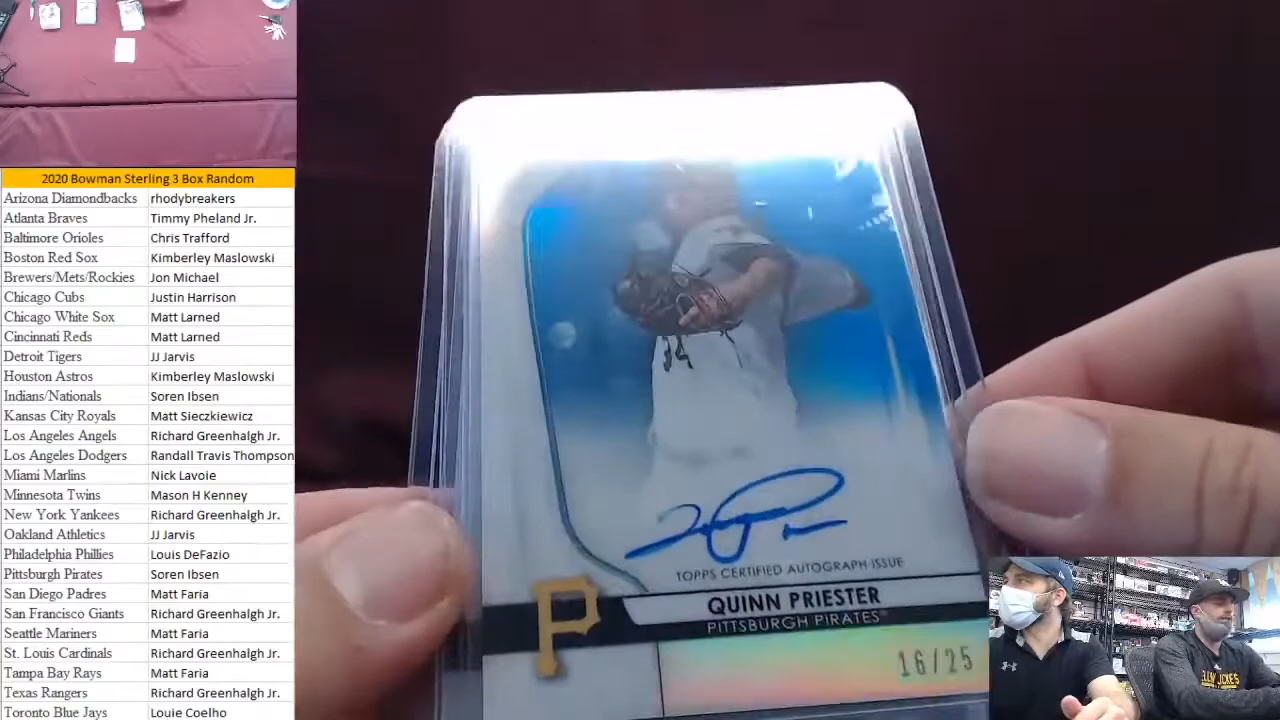 2020 Bowman Sterling 3 Box Random
Arizona Diamondbacks rhodybreakers
Atlanta Braves Timmy Pheland Jr.
Baltimore Orioles Chris Trafford
Boston Red Sox Kimberley Maslowski
Brewers/Mets/Rockies Jon Michael
Chicago Cubs Justin Harrison
Chicago White Sox Matt Larned
Cincinnati Reds Matt Larned
Detroit Tigers JJ Jarvis
Houston Astros Kimberley Maslowski
Indians/Nationals Soren Ibsen
Kansas City Royals Matt Sieczkiewicz
Los Angeles Angels Richard Greenhalgh Jr.
Los Angeles Dodgers Randall Travis Thompson
Miami Marlins Nick Lavoie
Minnesota Twins Mason H Kenney
New York Yankees Richard Greenhalgh Jr.
Oakland Athletics JJ Jarvis
Philadelphia Phillies Louis DeFazio
Pittsburgh Pirates Soren Ibsen
San Diego Padres Matt Faria
San Francisco Giants Richard Greenhalgh Jr.
Seattle Mariners Matt Faria
St. Louis Cardinals Richard Greenhalgh Jr.
Tampa Bay Rays Matt Faria
Texas Rangers Richard Greenhalgh Jr.
Toronto Blue Jays Louie Coelho
34
TOPPS CERTIFIED AUTOGRAPH ISSUE
P
QUINN PRIESTER
PITTSBURGH PIRATES
16/25